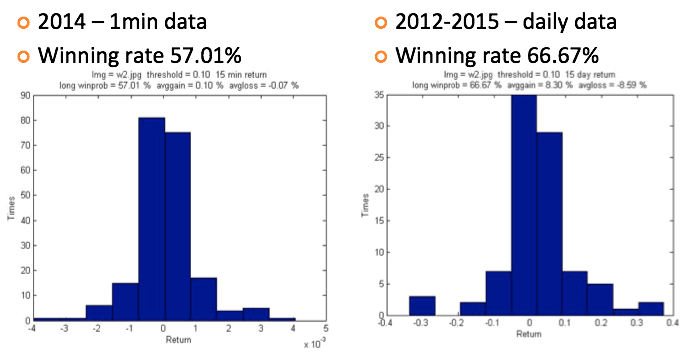 2014 – 1min data
Winning rate 57.01%
Img = w2.jpg threshold = 0.10 15 min return
long winprob = 57.01 % avggain = 0.10 % avgloss = -0.07 %
90
80
70
60
50
40
30
20
10
0
Times
-4 -3 -2 -1 0 1 2 3 4 5
Return
x 10⁻³
2012-2015 – daily data
Winning rate 66.67%
Img = w2.jpg threshold = 0.10 15 day return
long winprob = 66.67 % avggain = 8.30 % avgloss = -8.59 %
35
30
25
20
15
10
5
0
Times
-0.4 -0.3 -0.2 -0.1 0 0.1 0.2 0.3 0.4
Return